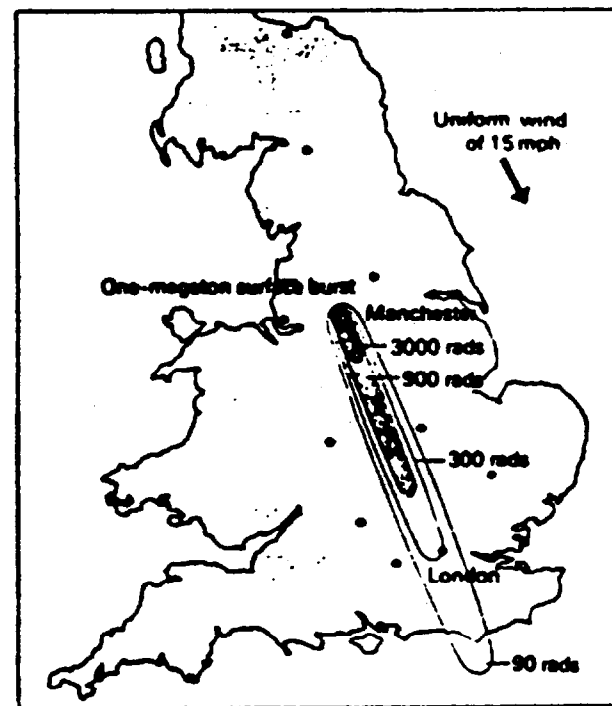 Uniform wind
of 15 mph
One-megaton surface burst
Manchester
3000 rads
900 rads
300 rads
London
90 rads